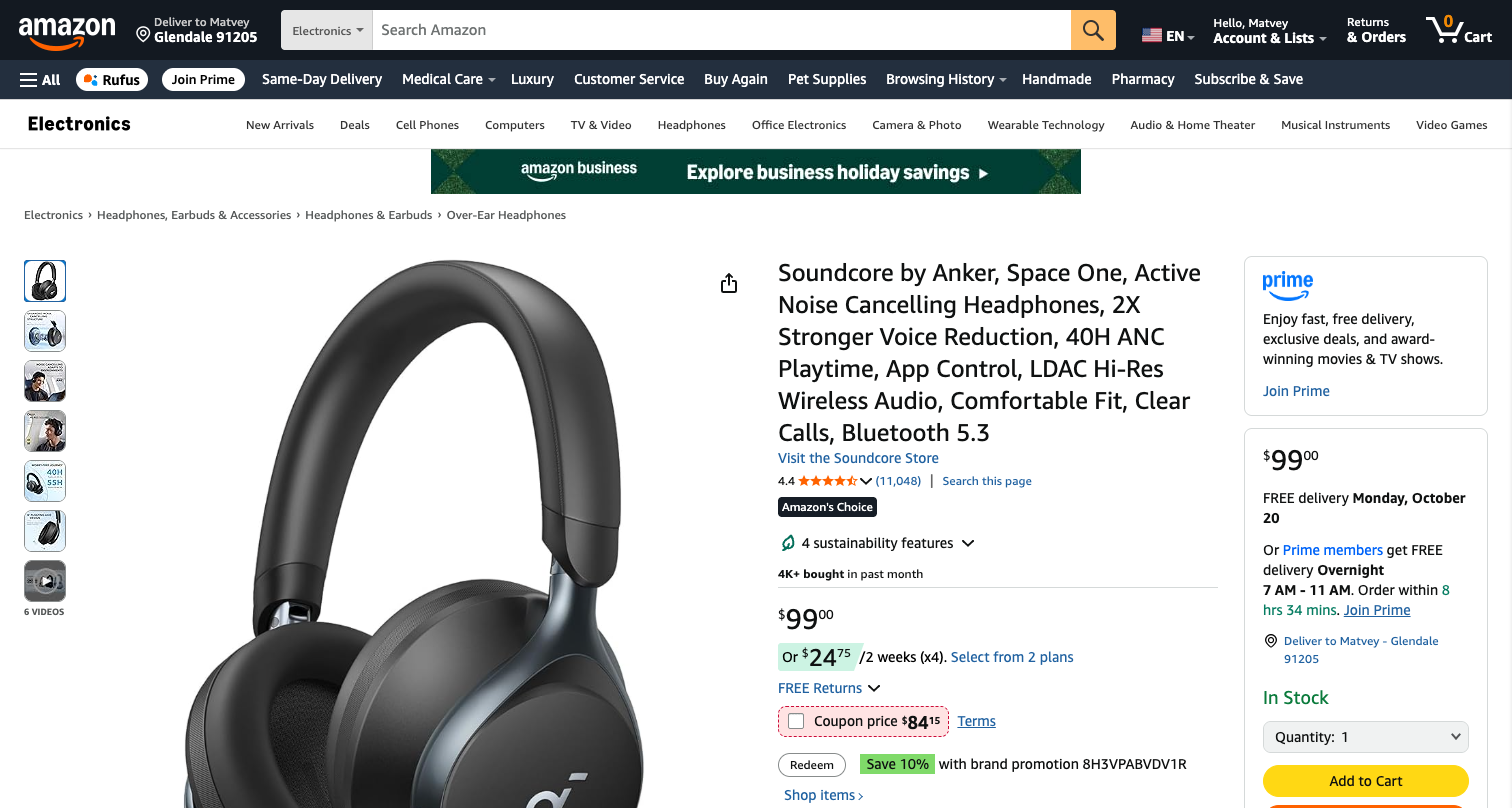 amazon
Deliver to Matvey
Glendale 91205
Electronics
Search Amazon
EN
Hello, Matvey
Account & Lists
Returns
& Orders
0
Cart
All
Rufus
Join Prime
Same-Day Delivery
Medical Care
Luxury
Customer Service
Buy Again
Pet Supplies
Browsing History
Handmade
Pharmacy
Subscribe & Save
Electronics
New Arrivals
Deals
Cell Phones
Computers
TV & Video
Headphones
Office Electronics
Camera & Photo
Wearable Technology
Audio & Home Theater
Musical Instruments
Video Games
amazon business
Explore business holiday savings ▸
Electronics › Headphones, Earbuds & Accessories › Headphones & Earbuds › Over-Ear Headphones
40H
55H
6 VIDEOS
Soundcore by Anker, Space One, Active
Noise Cancelling Headphones, 2X
Stronger Voice Reduction, 40H ANC
Playtime, App Control, LDAC Hi-Res
Wireless Audio, Comfortable Fit, Clear
Calls, Bluetooth 5.3
Visit the Soundcore Store
4.4 (11,048) | Search this page
Amazon's Choice
4 sustainability features
4K+ bought in past month
$9900
Or $2475 /2 weeks (x4). Select from 2 plans
FREE Returns
Coupon price $8415 Terms
Redeem Save 10% with brand promotion 8H3VPABVDV1R
Shop items ›
prime
Enjoy fast, free delivery,
exclusive deals, and award-
winning movies & TV shows.
Join Prime
$9900
FREE delivery Monday, October
20
Or Prime members get FREE
delivery Overnight
7 AM - 11 AM. Order within 8
hrs 34 mins. Join Prime
Deliver to Matvey - Glendale
91205
In Stock
Quantity: 1
Add to Cart